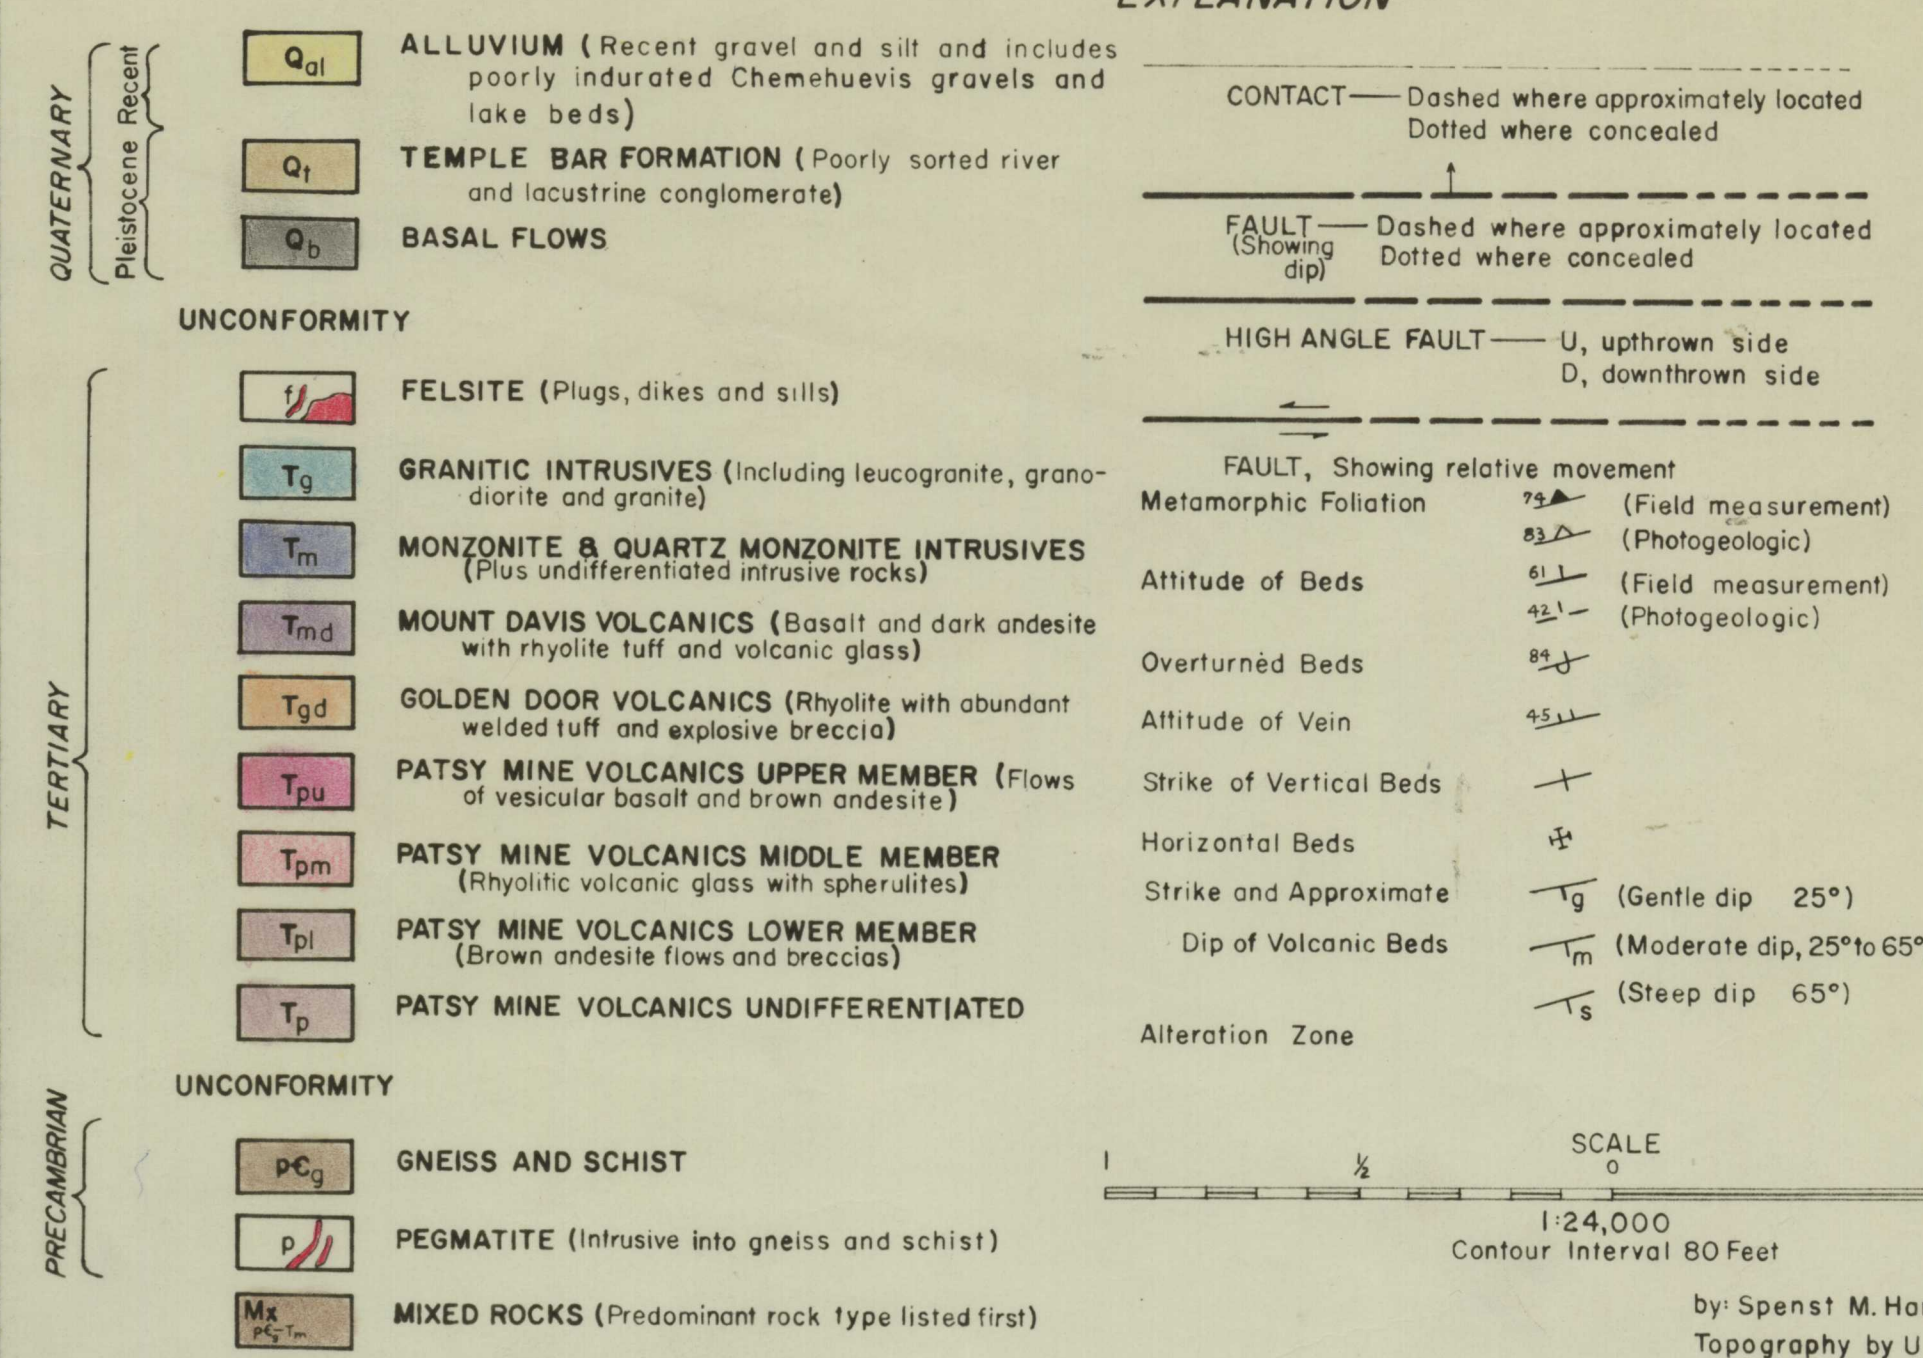 EXPLANATION
QUATERNARY
Pleistocene Recent
Qal
ALLUVIUM (Recent gravel and silt and includes
poorly indurated Chemehuevis gravels and
lake beds)
Qt
TEMPLE BAR FORMATION (Poorly sorted river
and lacustrine conglomerate)
Qb
BASAL FLOWS
UNCONFORMITY
TERTIARY
f
FELSITE (Plugs, dikes and sills)
Tg
GRANITIC INTRUSIVES (Including leucogranite, grano-
diorite and granite)
Tm
MONZONITE & QUARTZ MONZONITE INTRUSIVES
(Plus undifferentiated intrusive rocks)
Tmd
MOUNT DAVIS VOLCANICS (Basalt and dark andesite
with rhyolite tuff and volcanic glass)
Tgd
GOLDEN DOOR VOLCANICS (Rhyolite with abundant
welded tuff and explosive breccia)
Tpu
PATSY MINE VOLCANICS UPPER MEMBER (Flows
of vesicular basalt and brown andesite)
Tpm
PATSY MINE VOLCANICS MIDDLE MEMBER
(Rhyolitic volcanic glass with spherulites)
Tpl
PATSY MINE VOLCANICS LOWER MEMBER
(Brown andesite flows and breccias)
Tp
PATSY MINE VOLCANICS UNDIFFERENTIATED
UNCONFORMITY
PRECAMBRIAN
p€g
GNEISS AND SCHIST
p
PEGMATITE (Intrusive into gneiss and schist)
Mx
p€g-Tm
MIXED ROCKS (Predominant rock type listed first)
CONTACT — Dashed where approximately located
Dotted where concealed
FAULT — Dashed where approximately located
(Showing dip) Dotted where concealed
HIGH ANGLE FAULT — U, upthrown side
D, downthrown side
FAULT, Showing relative movement
Metamorphic Foliation 74 (Field measurement)
83 (Photogeologic)
Attitude of Beds 61 (Field measurement)
42 (Photogeologic)
Overturned Beds 84
Attitude of Vein 45
Strike of Vertical Beds
Horizontal Beds
Strike and Approximate g (Gentle dip 25°)
Dip of Volcanic Beds m (Moderate dip, 25° to 65°
s (Steep dip 65°)
Alteration Zone
SCALE
1 ½ 0
1:24,000
Contour Interval 80 Feet
by: Spenst M. Ha
Topography by U